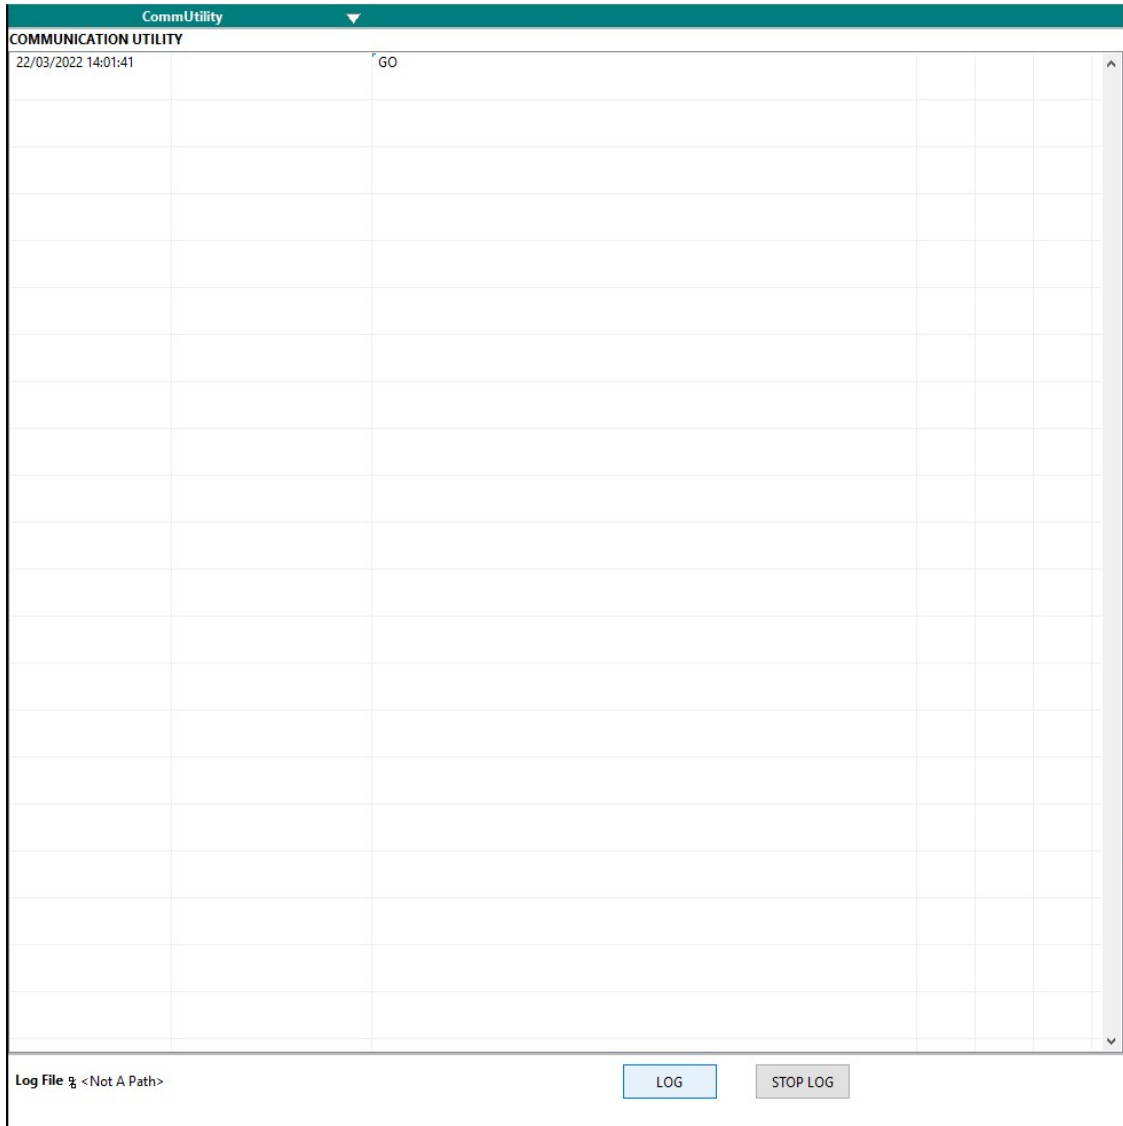 CommUtility
COMMUNICATION UTILITY
22/03/2022 14:01:41 GO
Log File <Not A Path> LOG STOP LOG